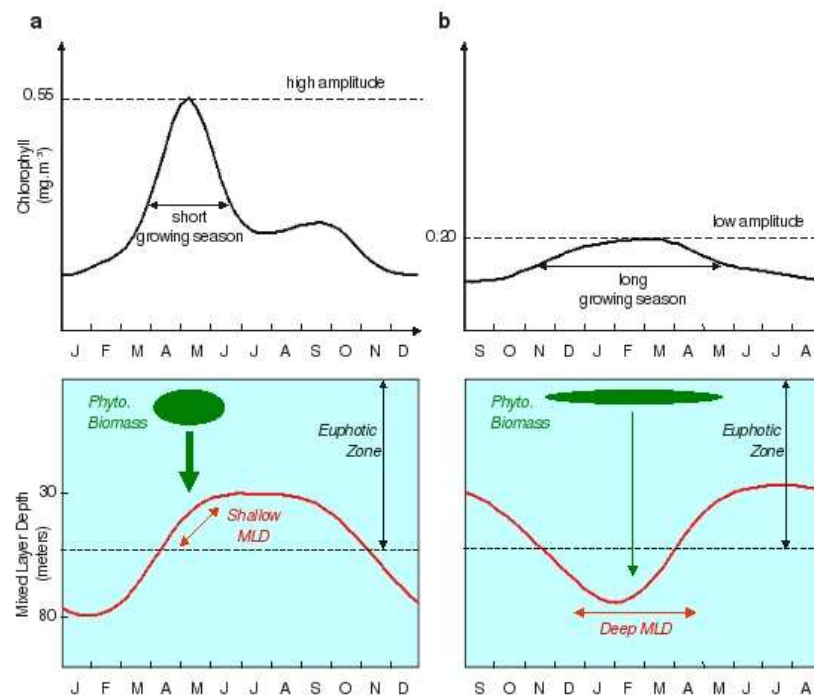 a
high amplitude
0.55
Chlorophyll
(mg.m³)
short
growing season
J F M A M J J A S O N D
b
low amplitude
0.20
long
growing season
S O N D J F M A M J J A
Phyto.
Biomass
Euphotic
Zone
Mixed Layer Depth
(meters)
30
80
Shallow
MLD
J F M A M J J A S O N D
Phyto.
Biomass
Euphotic
Zone
Deep MLD
S O N D J F M A M J J A